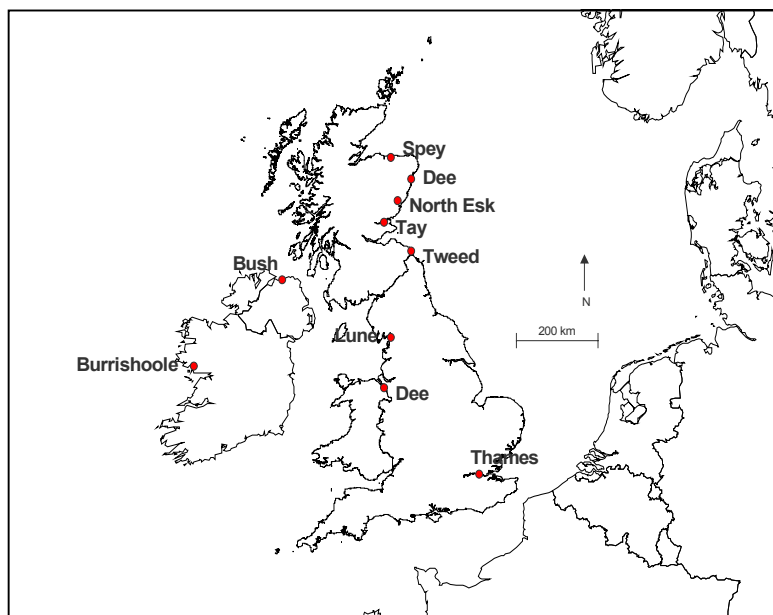 Spey
Dee
North Esk
Tay
Tweed
Bush
N
Lune
200 km
Burrishoole
Dee
Thames